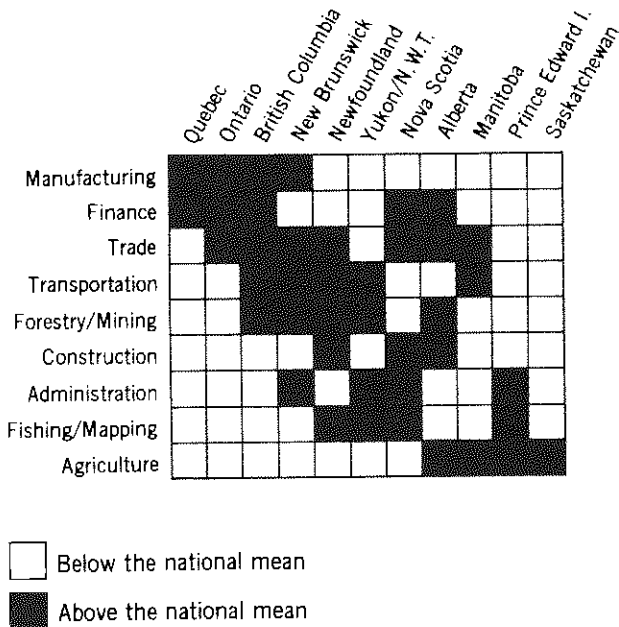 Quebec
Ontario
British Columbia
New Brunswick
Newfoundland
Yukon/N.W.T.
Nova Scotia
Alberta
Manitoba
Prince Edward I.
Saskatchewan
Manufacturing
Finance
Trade
Transportation
Forestry/Mining
Construction
Administration
Fishing/Mapping
Agriculture
Below the national mean
Above the national mean